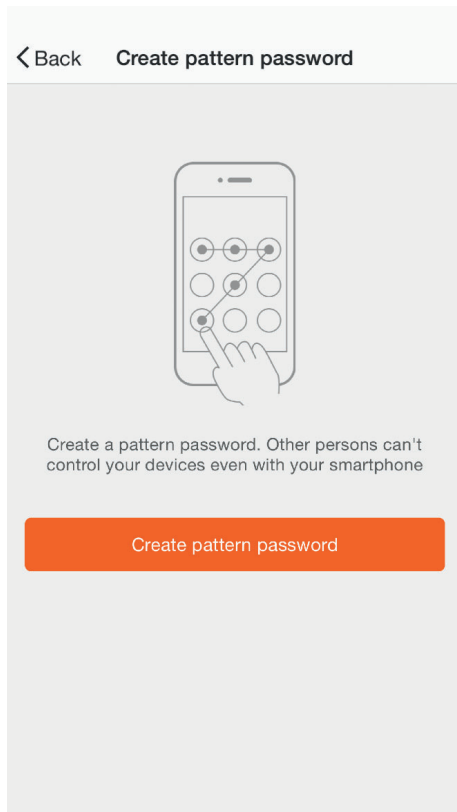 Back Create pattern password
Create a pattern password. Other persons can't
control your devices even with your smartphone
Create pattern password